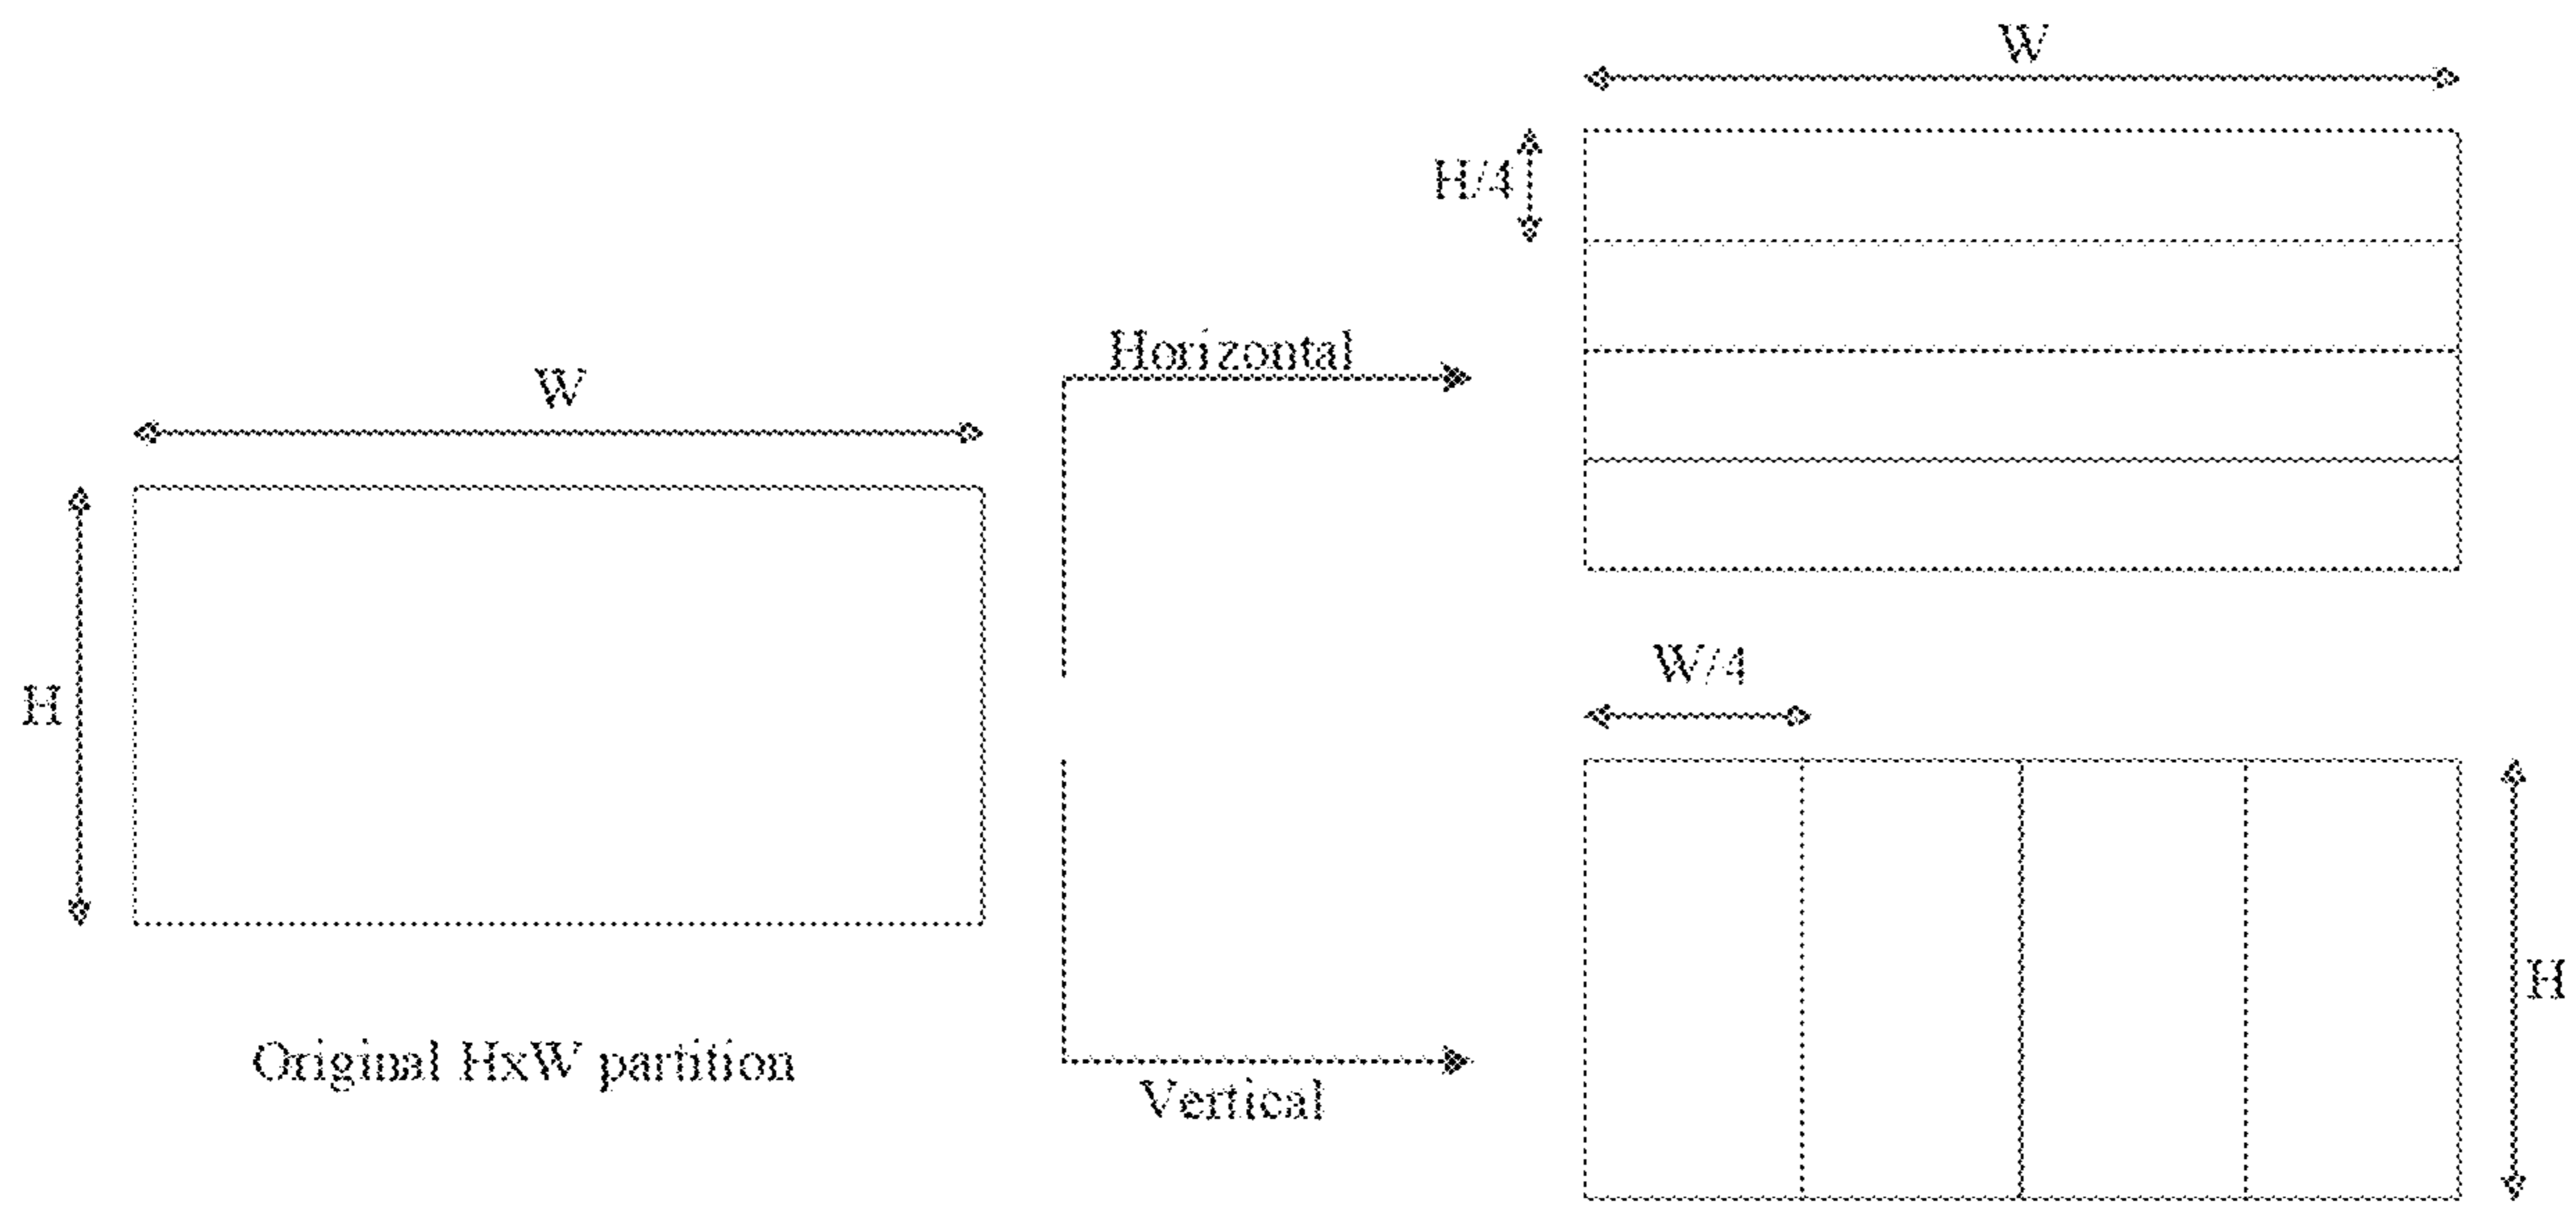 W
H/4
Horizontal
W
H
W/4
H
Original HxW partition
Vertical